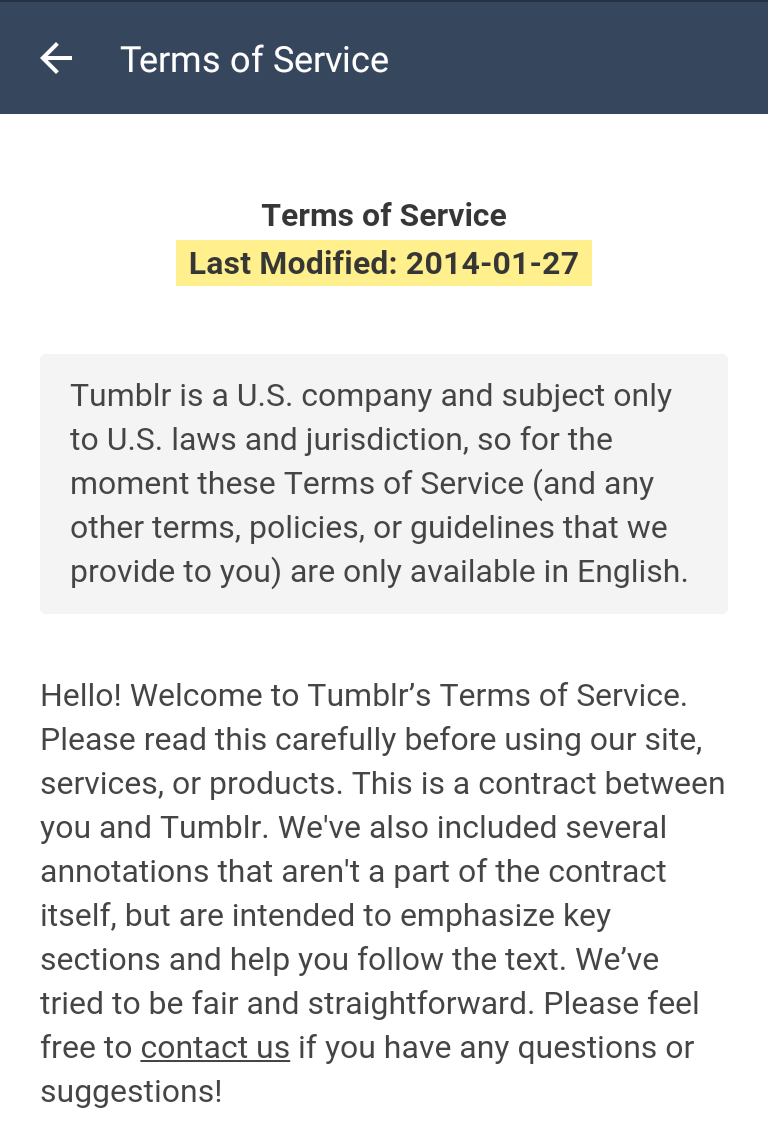 Terms of Service
Terms of Service
Last Modified: 2014-01-27
Tumblr is a U.S. company and subject only
to U.S. laws and jurisdiction, so for the
moment these Terms of Service (and any
other terms, policies, or guidelines that we
provide to you) are only available in English.
Hello! Welcome to Tumblr’s Terms of Service.
Please read this carefully before using our site,
services, or products. This is a contract between
you and Tumblr. We've also included several
annotations that aren't a part of the contract
itself, but are intended to emphasize key
sections and help you follow the text. We’ve
tried to be fair and straightforward. Please feel
free to contact us if you have any questions or
suggestions!